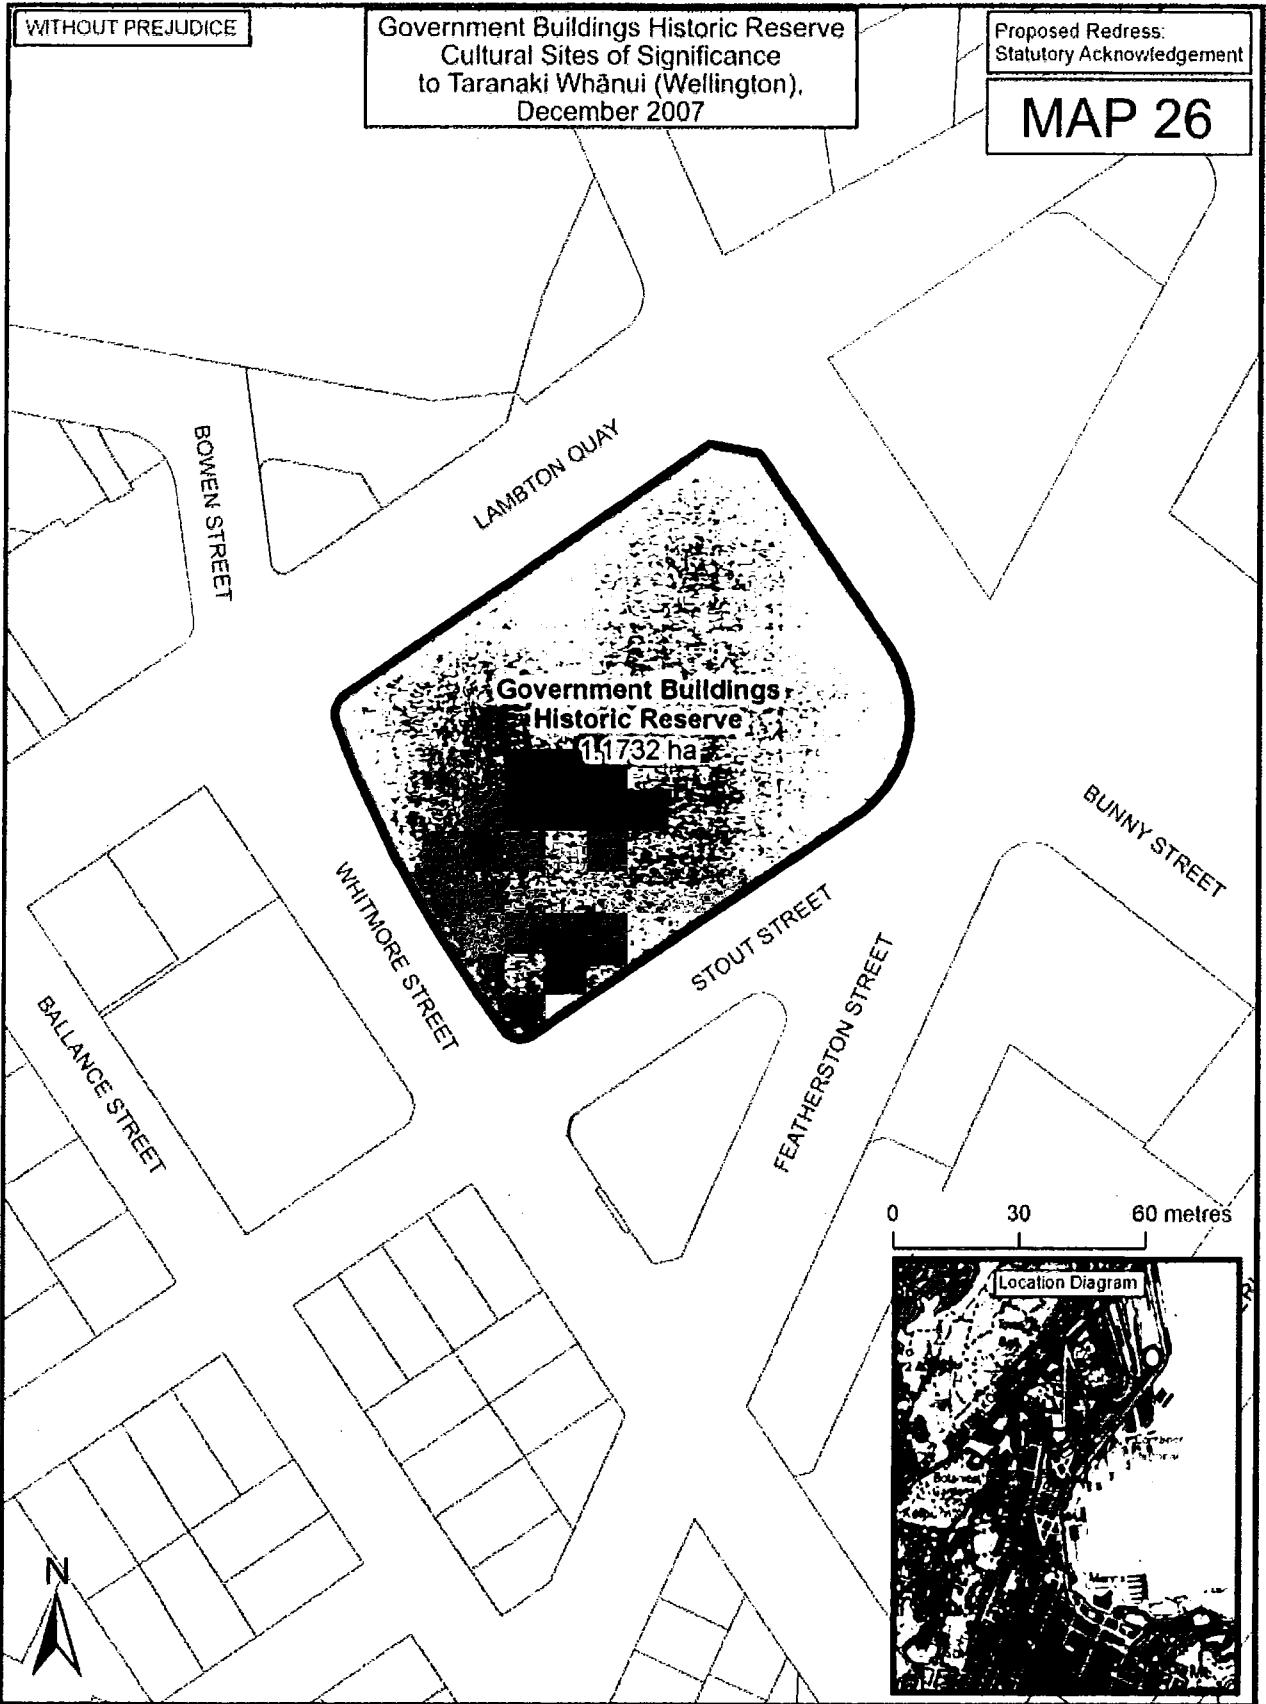 WITHOUT PREJUDICE
Government Buildings Historic Reserve
Cultural Sites of Significance
to Taranaki Whānui (Wellington),
December 2007
Proposed Redress:
Statutory Acknowledgement
MAP 26
BOWEN STREET
LAMBTON QUAY
Government Buildings
Historic Reserve
1.1732 ha
BUNNY STREET
WHITMORE STREET
STOUT STREET
FEATHERSTON STREET
BALLANCE STREET
0 30 60 metres
Location Diagram
N